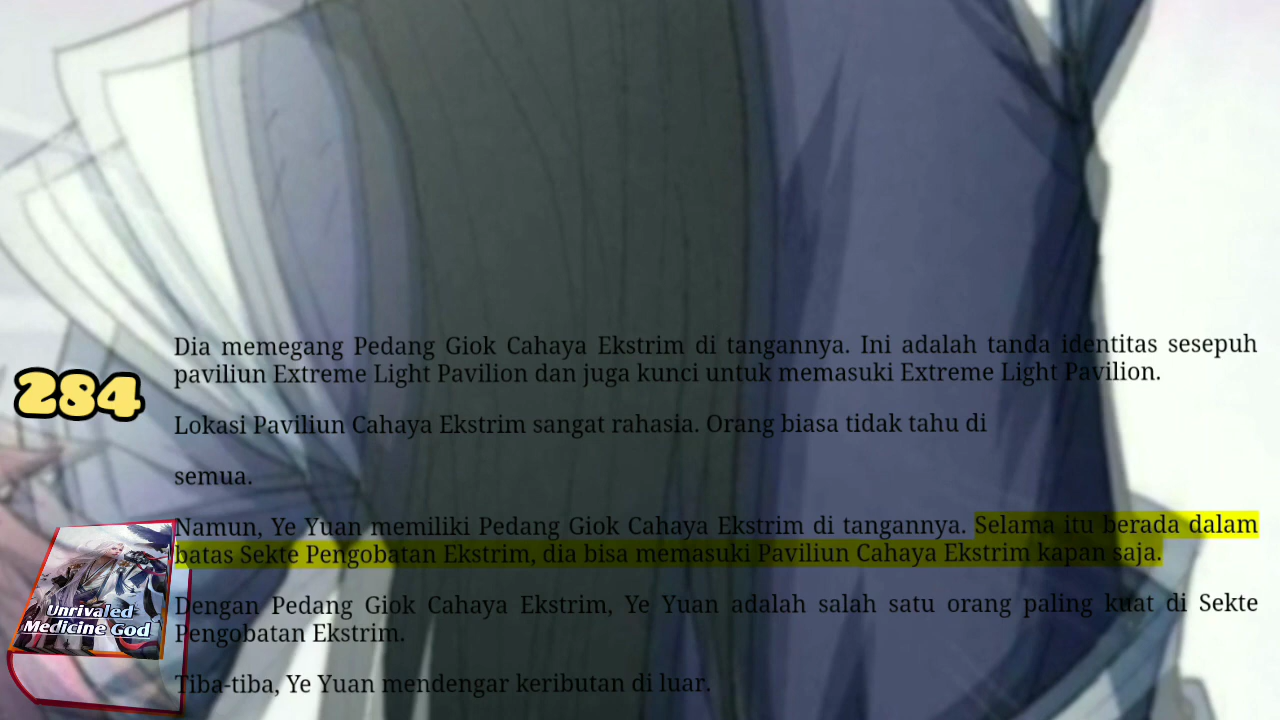 Dia memegang Pedang Giok Cahaya Ekstrim di tangannya. Ini adalah tanda identitas sesepuh
paviliun Extreme Light Pavilion dan juga kunci untuk memasuki Extreme Light Pavilion.
284
Lokasi Paviliun Cahaya Ekstrim sangat rahasia. Orang biasa tidak tahu di
semua.
Namun, Ye Yuan memiliki Pedang Giok Cahaya Ekstrim di tangannya. Selama itu berada dalam
batas Sekte Pengobatan Ekstrim, dia bisa memasuki Paviliun Cahaya Ekstrim kapan saja.
Dengan Pedang Giok Cahaya Ekstrim, Ye Yuan adalah salah satu orang paling kuat di Sekte
Pengobatan Ekstrim.
Unrivaled
Medicine God
Tiba-tiba, Ye Yuan mendengar keributan di luar.